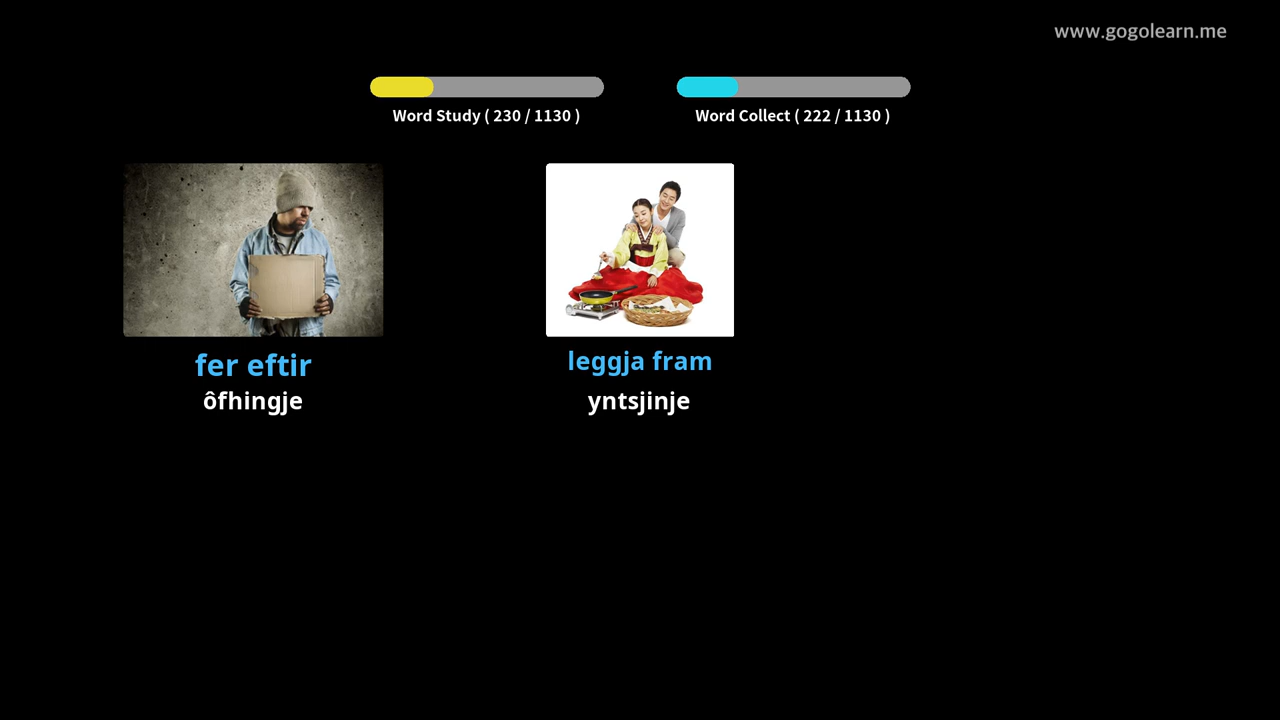 www.gogolearn.me
Word Study ( 230 / 1130 )
Word Collect ( 222 / 1130 )
fer eftir
ôfhingje
leggja fram
yntsjinje